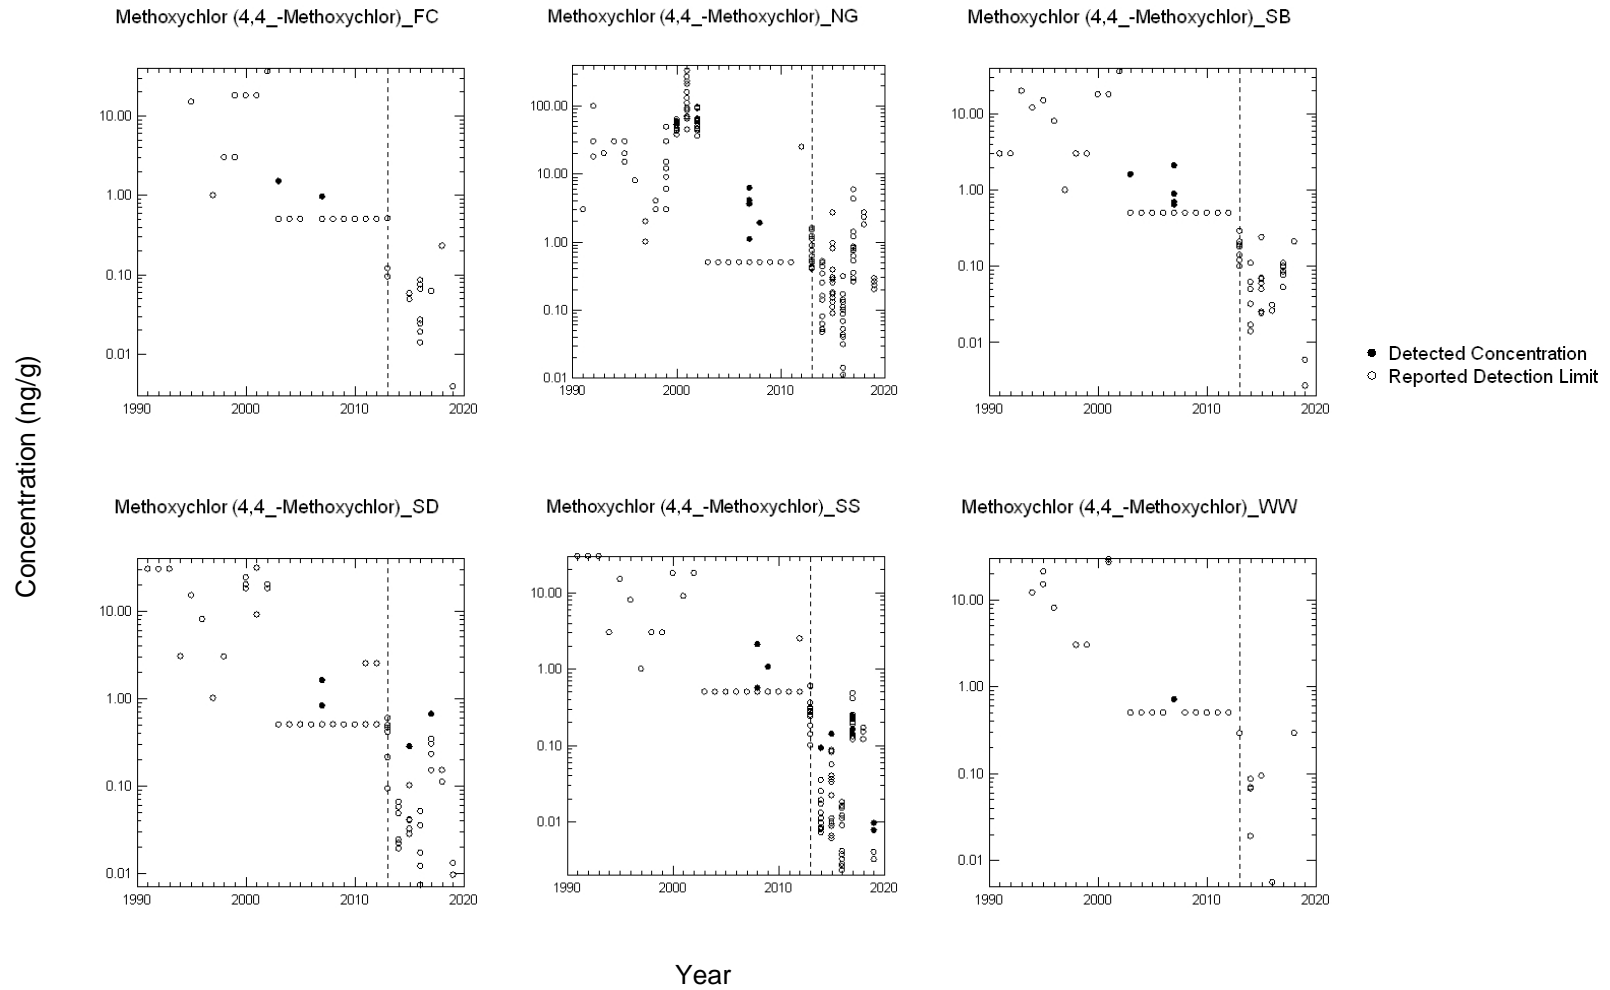 Methoxychlor (4,4_-Methoxychlor)_FC
Methoxychlor (4,4_-Methoxychlor)_NG
Methoxychlor (4,4_-Methoxychlor)_SB
10.00
1.00
0.10
0.01
1990 2000 2010 2020
100.00
10.00
1.00
0.10
0.01
1990 2000 2010 2020
10.00
1.00
0.10
0.01
1990 2000 2010 2020
Detected Concentration
Reported Detection Limit
Concentration (ng/g)
Methoxychlor (4,4_-Methoxychlor)_SD
Methoxychlor (4,4_-Methoxychlor)_SS
Methoxychlor (4,4_-Methoxychlor)_WW
10.00
1.00
0.10
0.01
1990 2000 2010 2020
10.00
1.00
0.10
0.01
1990 2000 2010 2020
10.00
1.00
0.10
0.01
1990 2000 2010 2020
Year